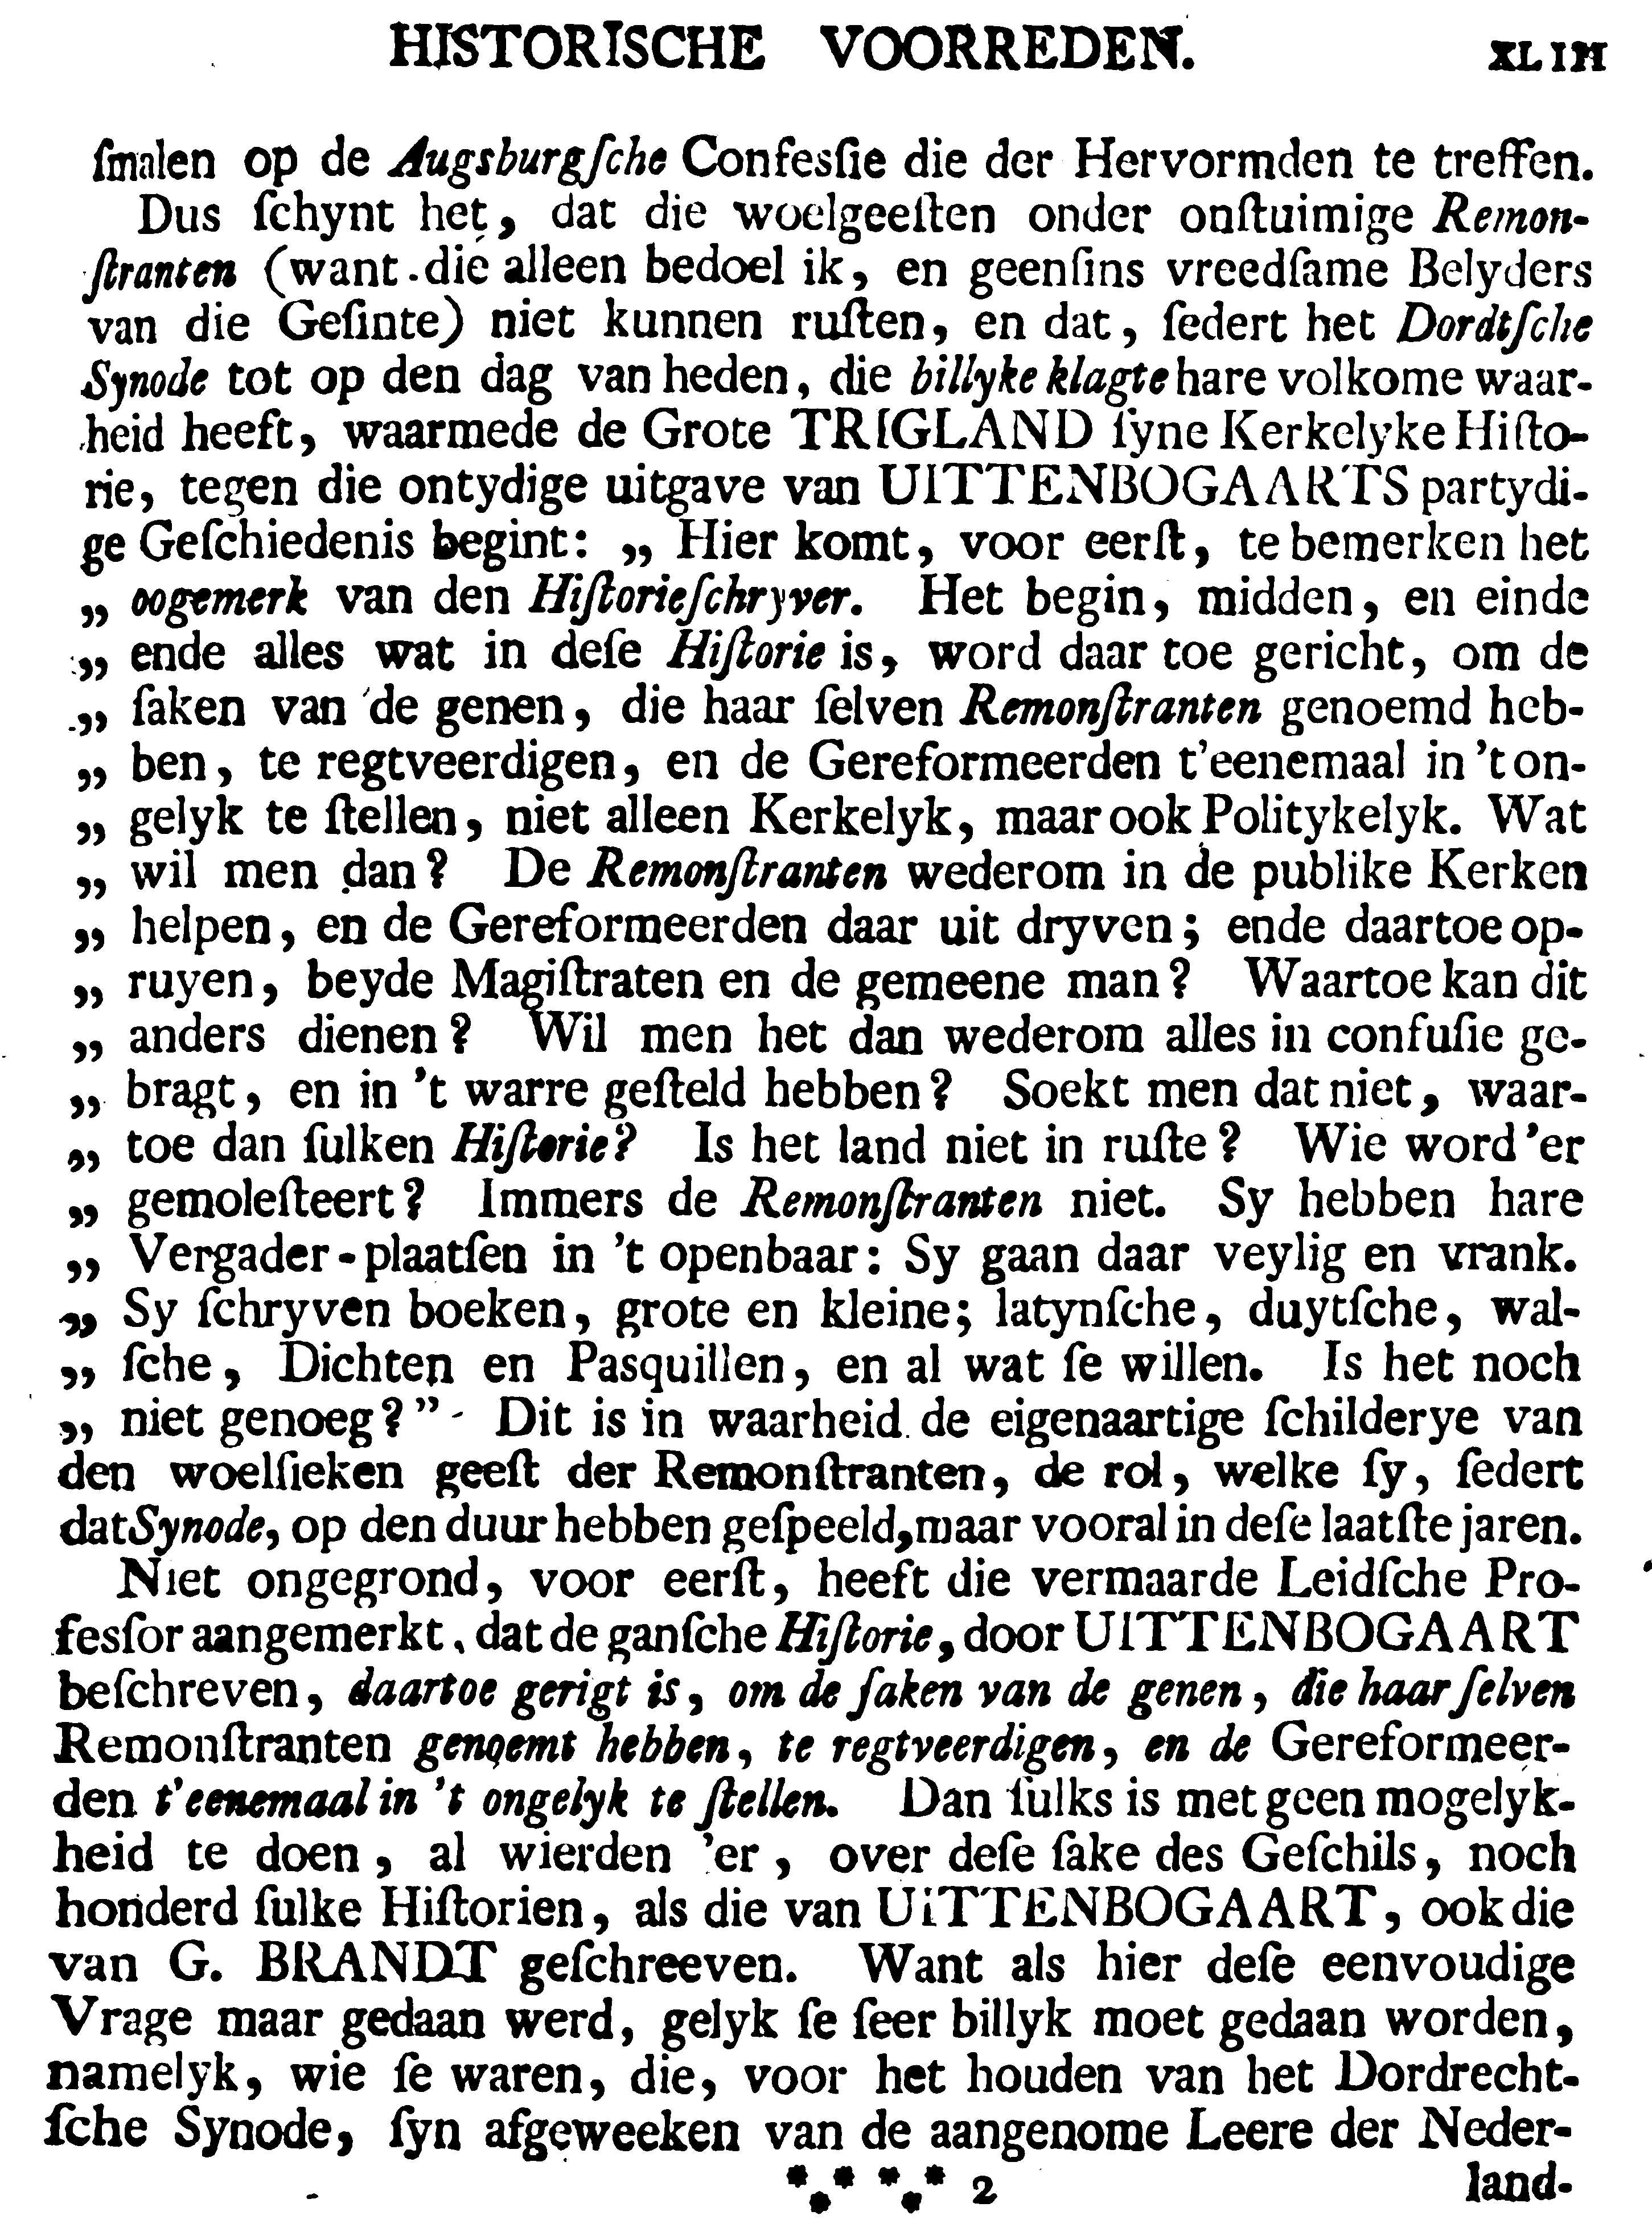 HISTORISCHE VOORREDEN. XLIII
ſmalen op de Augsburgſche Confesſie die der Hervormden te treffen.
Dus ſchynt het, dat die woelgeeſten onder onſtuimige Remon-
ſtranten (want die alleen bedoel ik, en geenſins vreedſame Belyders
van die Geſinte) niet kunnen ruſten, en dat, ſedert het Dordtſche
Synode tot op den dag van heden, die billyke klagte hare volkome waar-
heid heeft, waarmede de Grote TRIGLAND ſyne Kerkelyke Hiſto-
rie, tegen die ontydige uitgave van UITTENBOGAARTS partydi-
ge Geſchiedenis begint: „ Hier komt, voor eerſt, te bemerken het
„ oogemerk van den Hiſtorieſchryver. Het begin, midden, en einde
„ ende alles wat in deſe Hiſtorie is, word daar toe gericht, om de
„ ſaken van de genen, die haar ſelven Remonſtranten genoemd heb-
„ ben, te regtveerdigen, en de Gereformeerden t'eenemaal in 't on-
„ gelyk te ſtellen, niet alleen Kerkelyk, maar ook Politykelyk. Wat
„ wil men dan? De Remonſtranten wederom in de publike Kerken
„ helpen, en de Gereformeerden daar uit dryven; ende daartoe op-
„ ruyen, beyde Magiſtraten en de gemeene man? Waartoe kan dit
„ anders dienen? Wil men het dan wederom alles in confuſie ge-
„ bragt, en in 't warre geſteld hebben? Soekt men dat niet, waar-
„ toe dan ſulken Hiſtorie? Is het land niet in ruſte? Wie word 'er
„ gemoleſteert? Immers de Remonſtranten niet. Sy hebben hare
„ Vergader-plaatſen in 't openbaar: Sy gaan daar veylig en vrank.
„ Sy ſchryven boeken, grote en kleine; latynſche, duytſche, wal-
„ ſche, Dichten en Pasquillen, en al wat ſe willen. Is het noch
„ niet genoeg?” Dit is in waarheid de eigenaartige ſchilderye van
den woelſieken geeſt der Remonſtranten, de rol, welke ſy, ſedert
dat Synode, op den duur hebben geſpeeld, maar vooral in deſe laatſte jaren.
Niet ongegrond, voor eerſt, heeft die vermaarde Leidſche Pro-
fesſor aangemerkt, dat de ganſche Hiſtorie, door UITTENBOGAART
beſchreven, daartoe gerigt is, om de ſaken van de genen, die haar ſelven
Remonſtranten genoemt hebben, te regtveerdigen, en de Gereformeer-
den t'eenemaal in 't ongelyk te ſtellen. Dan ſulks is met geen mogelyk-
heid te doen, al wierden 'er, over deſe ſake des Geſchils, noch
honderd ſulke Hiſtorien, als die van UITTENBOGAART, ook die
van G. BRANDT geſchreeven. Want als hier deſe eenvoudige
Vrage maar gedaan werd, gelyk ſe ſeer billyk moet gedaan worden,
namelyk, wie ſe waren, die, voor het houden van het Dordrecht-
ſche Synode, ſyn afgeweeken van de aangenome Leere der Neder-
* * * * * * 2 land-